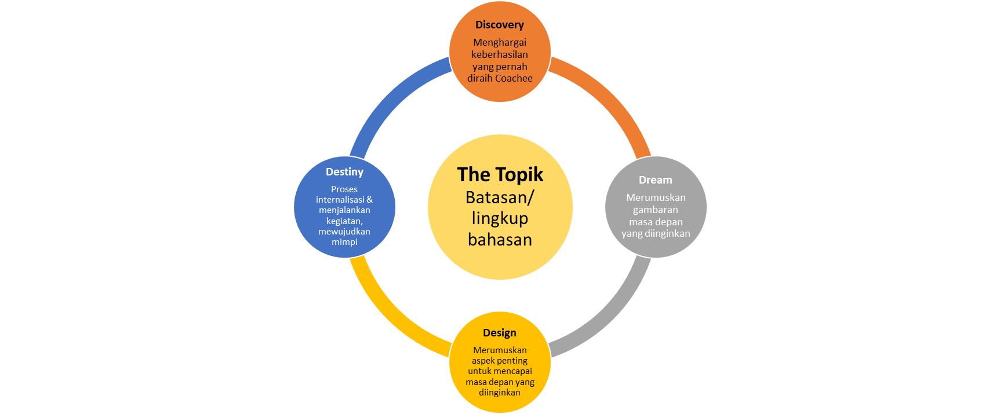 Discovery
Menghargai
keberhasilan
yang pernah
diraih Coachee
Destiny
Proses
internalisasi &
menjalankan
kegiatan,
mewujudkan
mimpi
The Topik
Batasan/
lingkup
bahasan
Dream
Merumuskan
gambaran
masa depan
yang diinginkan
Design
Merumuskan
aspek penting
untuk mencapai
masa depan yang
diinginkan